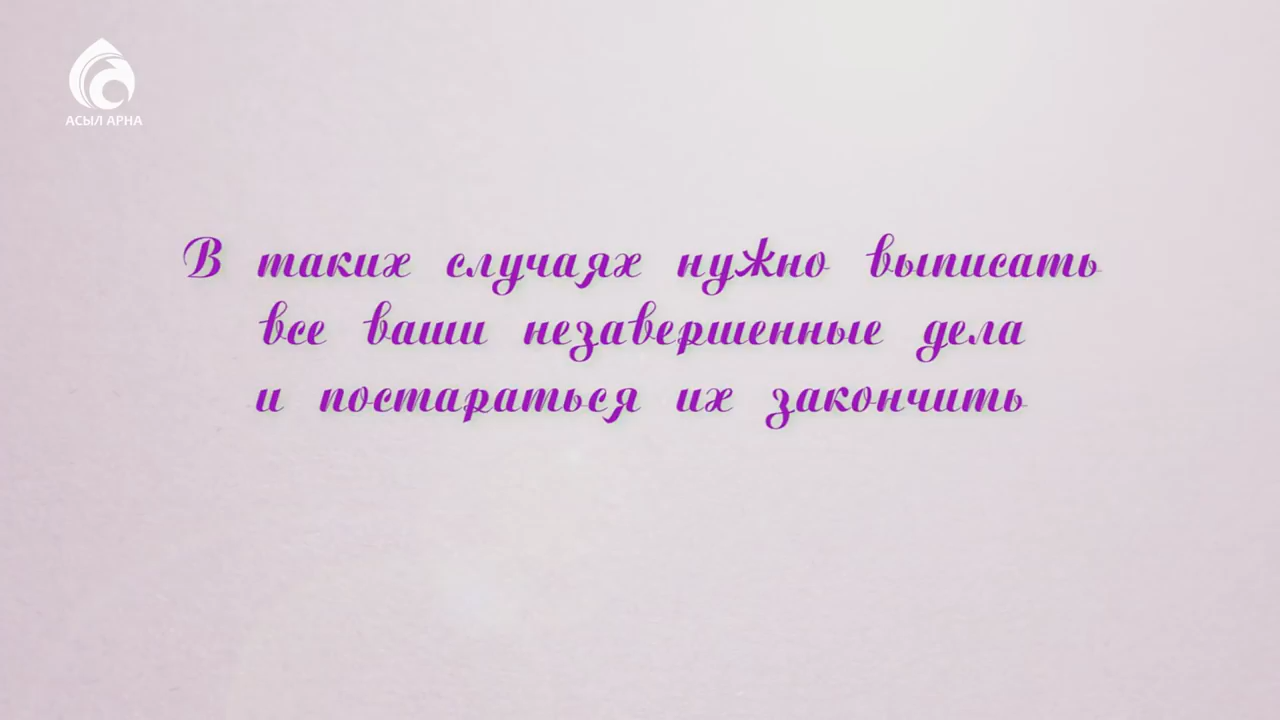 АСЫЛ АРНА
В таких случаях нужно выписать
все ваши незавершенные дела
и постараться их закончить